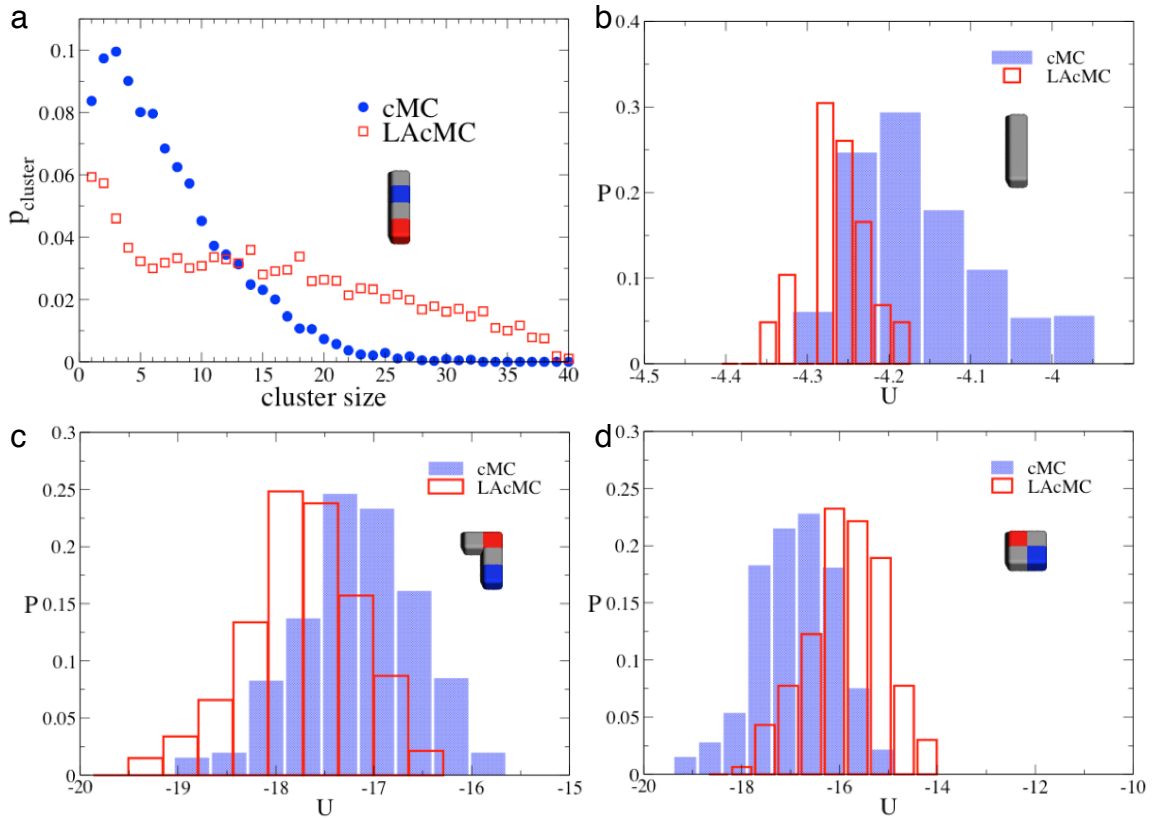 a
0.1
0.08
0.06
0.04
0.02
0
p_cluster
0 5 10 15 20 25 30 35 40
cluster size
cMC
LAcMC
b
0.4
0.3
0.2
0.1
0
P
-4.5 -4.4 -4.3 -4.2 -4.1 -4
U
cMC
LAcMC
c
0.3
0.25
0.2
0.15
0.1
0.05
0
P
-20 -19 -18 -17 -16 -15
U
cMC
LAcMC
d
0.3
0.25
0.2
0.15
0.1
0.05
0
P
-20 -18 -16 -14 -12 -10
U
cMC
LAcMC